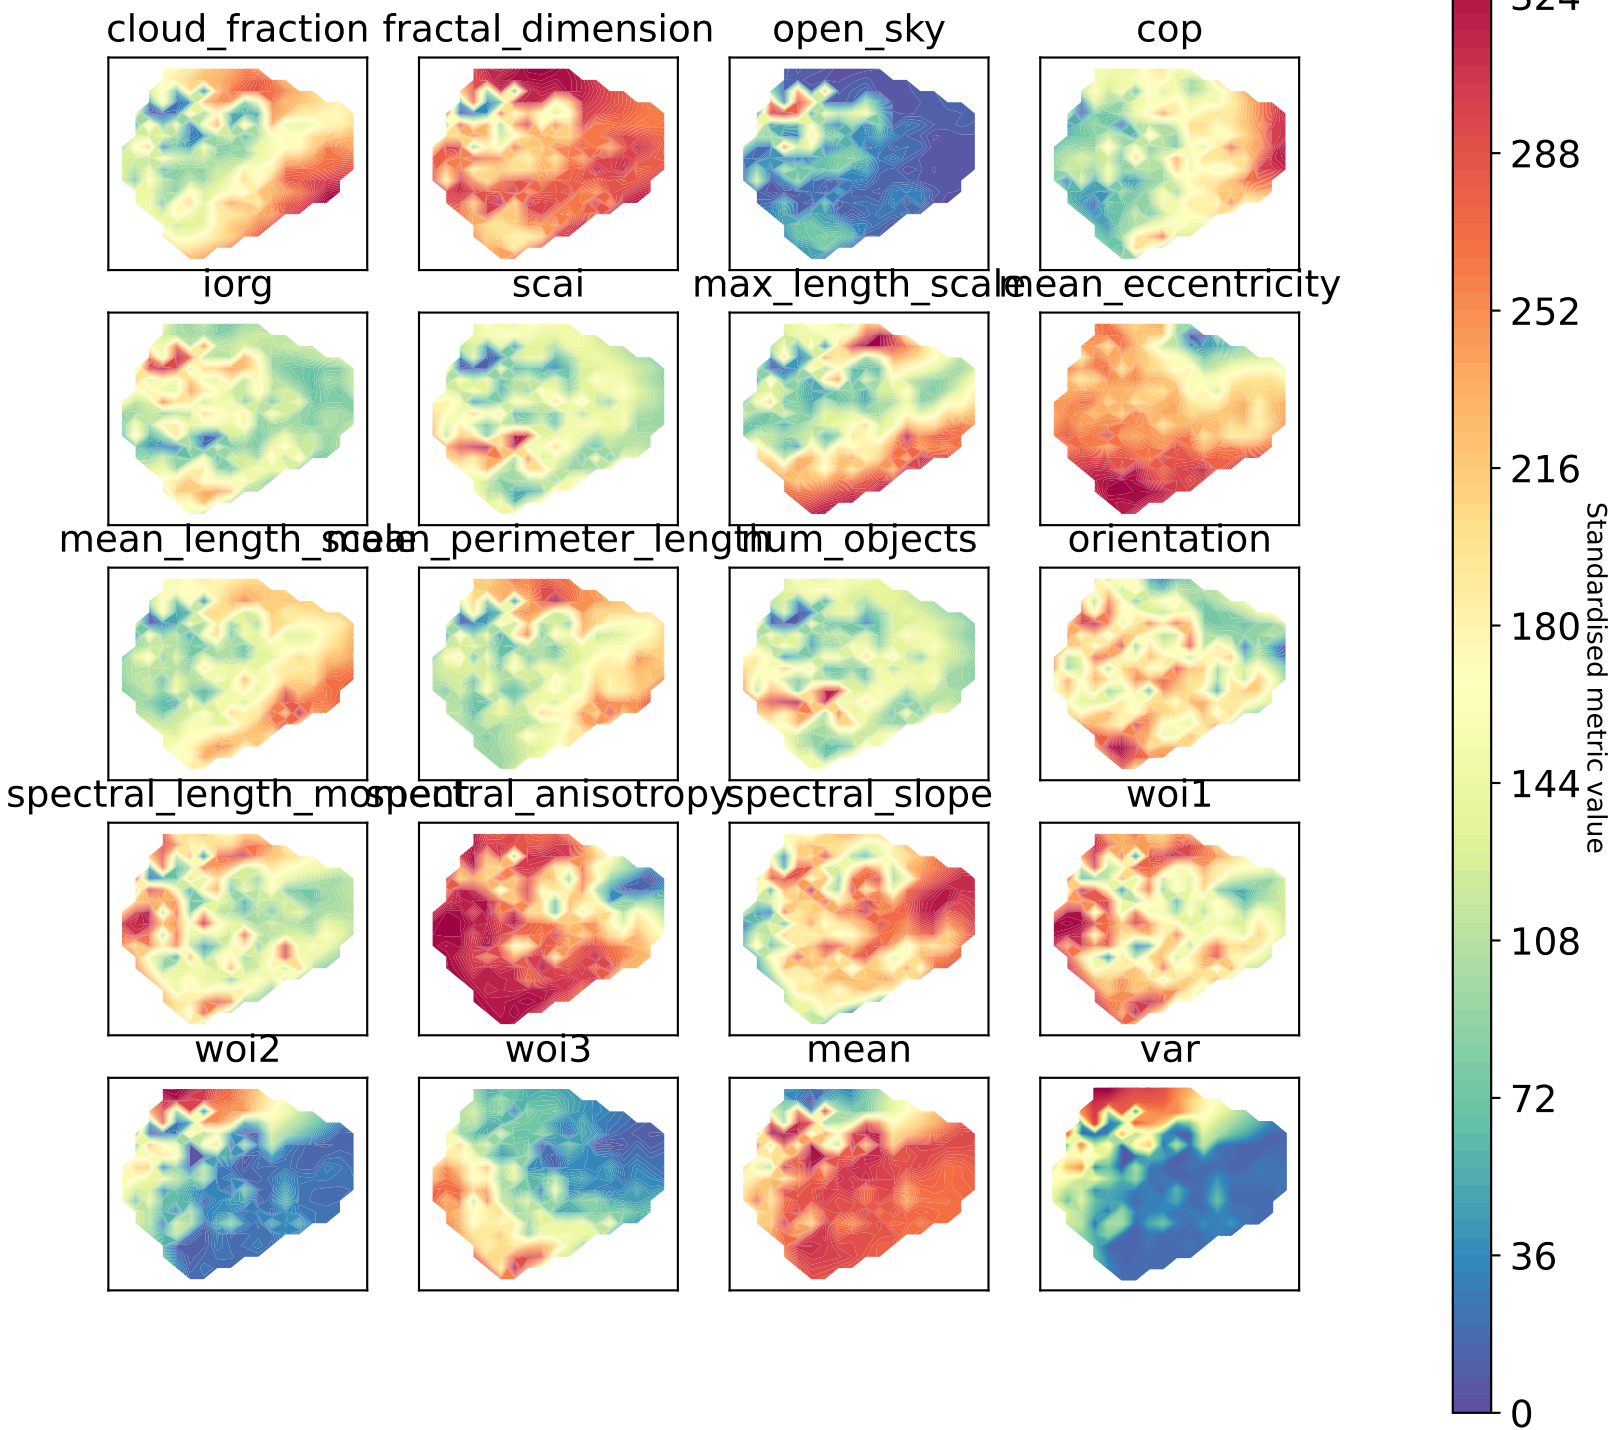 cloud_fraction
fractal_dimension
open_sky
cop
iorg
scai
max_length_scale
mean_eccentricity
mean_length_scale
mean_perimeter_length
num_objects
orientation
spectral_length_moment
spectral_anisotropy
spectral_slope
woi1
woi2
woi3
mean
var
324
288
252
216
180
144
108
72
36
0
Standardised metric value